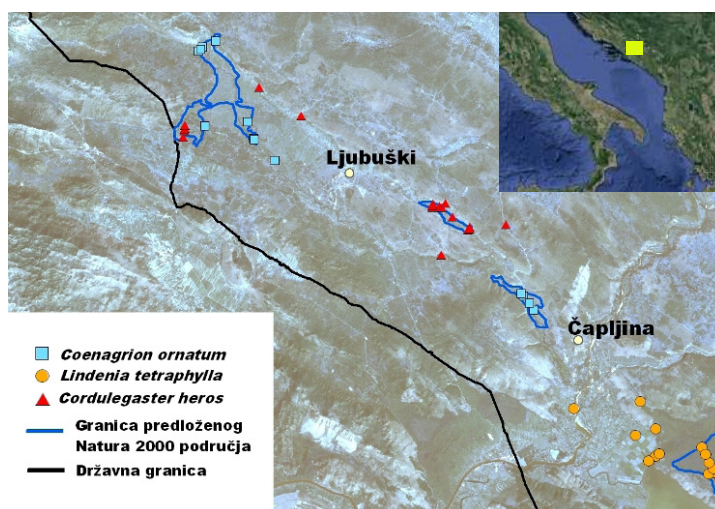 Ljubuški
Čapljina
Coenagrion ornatum
Lindenia tetraphylla
Cordulegaster heros
Granica predloženog
Natura 2000 područja
Državna granica